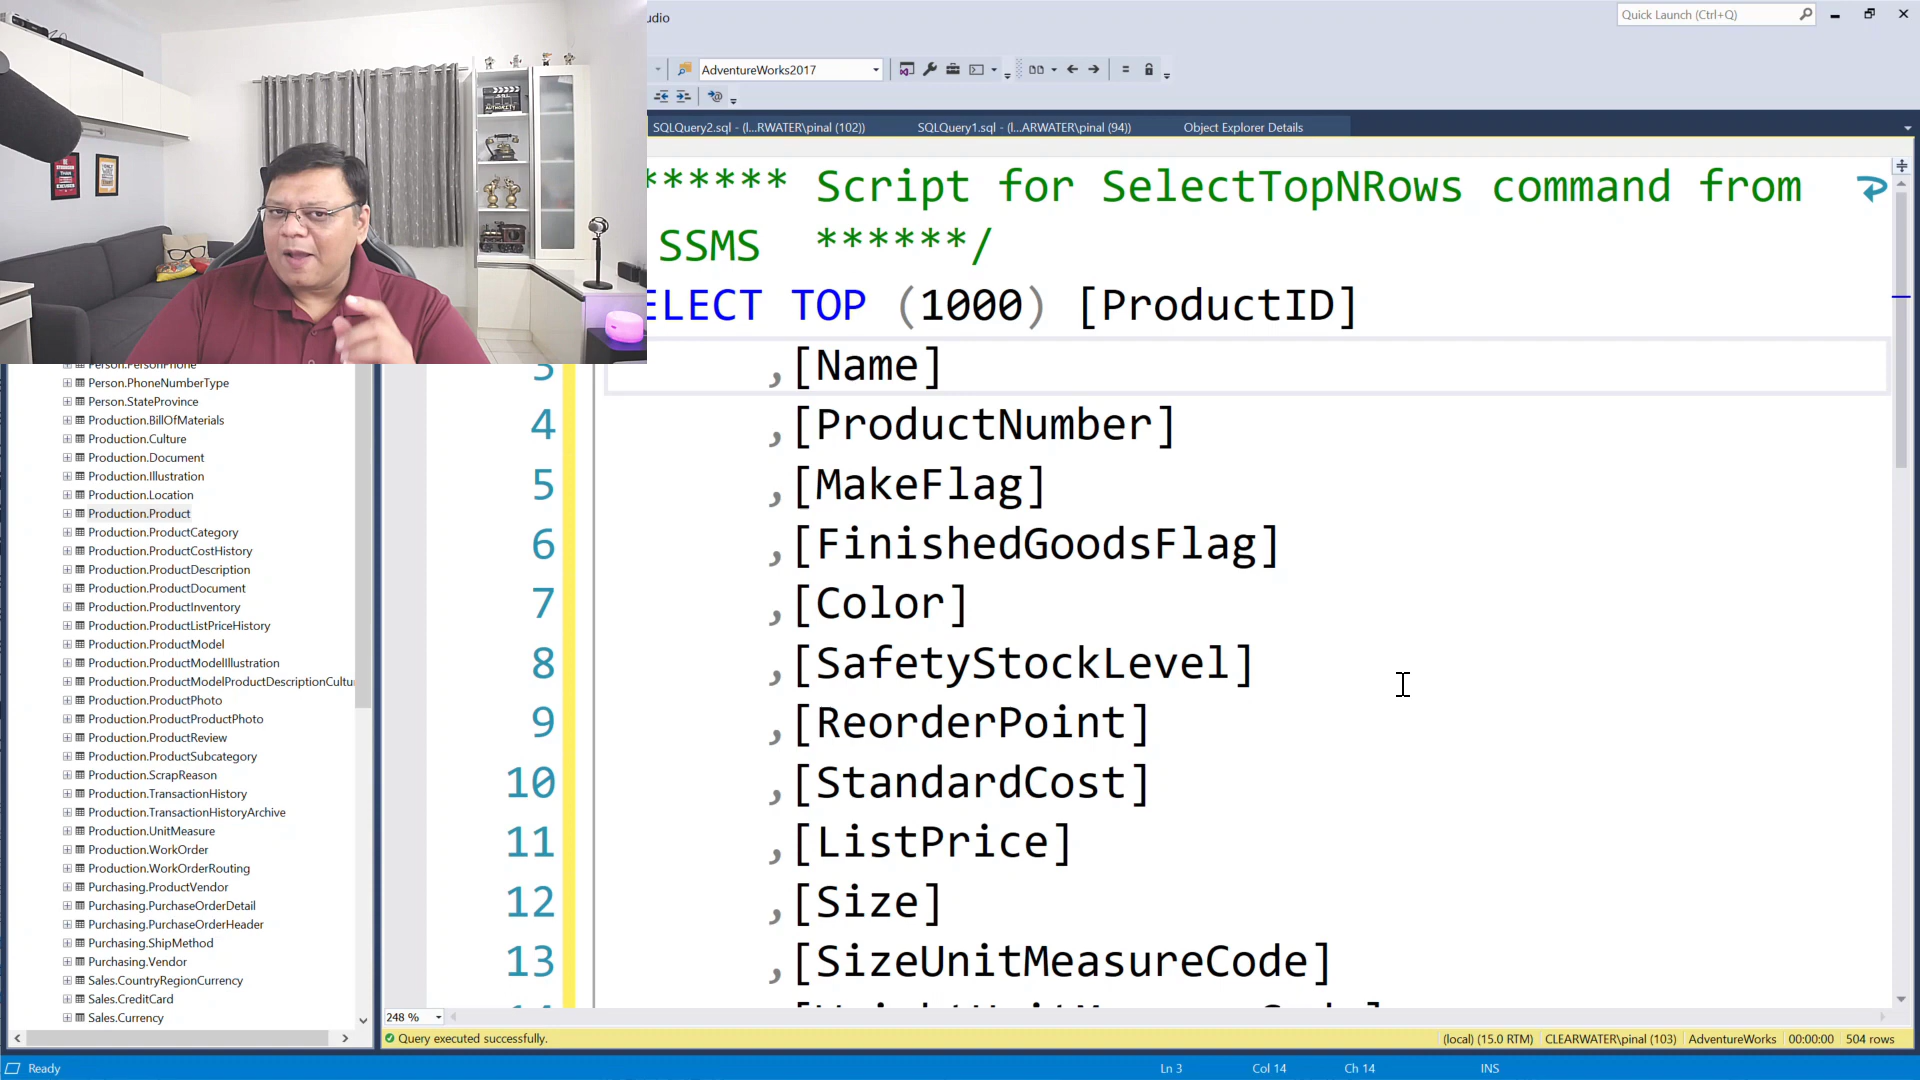 udio
Quick Launch (Ctrl+Q)
AdventureWorks2017
SQLQuery2.sql - (l...RWATER\pinal (102))
SQLQuery1.sql - (l...ARWATER\pinal (94))
Object Explorer Details
AUTHORITY
****** Script for SelectTopNRows command from
SSMS ******/
ELECT TOP (1000) [ProductID]
3 ,[Name]
4 ,[ProductNumber]
5 ,[MakeFlag]
6 ,[FinishedGoodsFlag]
7 ,[Color]
8 ,[SafetyStockLevel]
9 ,[ReorderPoint]
10 ,[StandardCost]
11 ,[ListPrice]
12 ,[Size]
13 ,[SizeUnitMeasureCode]
Person.PersonPhone
Person.PhoneNumberType
Person.StateProvince
Production.BillOfMaterials
Production.Culture
Production.Document
Production.Illustration
Production.Location
Production.Product
Production.ProductCategory
Production.ProductCostHistory
Production.ProductDescription
Production.ProductDocument
Production.ProductInventory
Production.ProductListPriceHistory
Production.ProductModel
Production.ProductModelIllustration
Production.ProductModelProductDescriptionCultu
Production.ProductPhoto
Production.ProductProductPhoto
Production.ProductReview
Production.ProductSubcategory
Production.ScrapReason
Production.TransactionHistory
Production.TransactionHistoryArchive
Production.UnitMeasure
Production.WorkOrder
Production.WorkOrderRouting
Purchasing.ProductVendor
Purchasing.PurchaseOrderDetail
Purchasing.PurchaseOrderHeader
Purchasing.ShipMethod
Purchasing.Vendor
Sales.CountryRegionCurrency
Sales.CreditCard
Sales.Currency
248 %
Query executed successfully.
(local) (15.0 RTM)
CLEARWATER\pinal (103)
AdventureWorks
00:00:00
504 rows
Ready
Ln 3
Col 14
Ch 14
INS